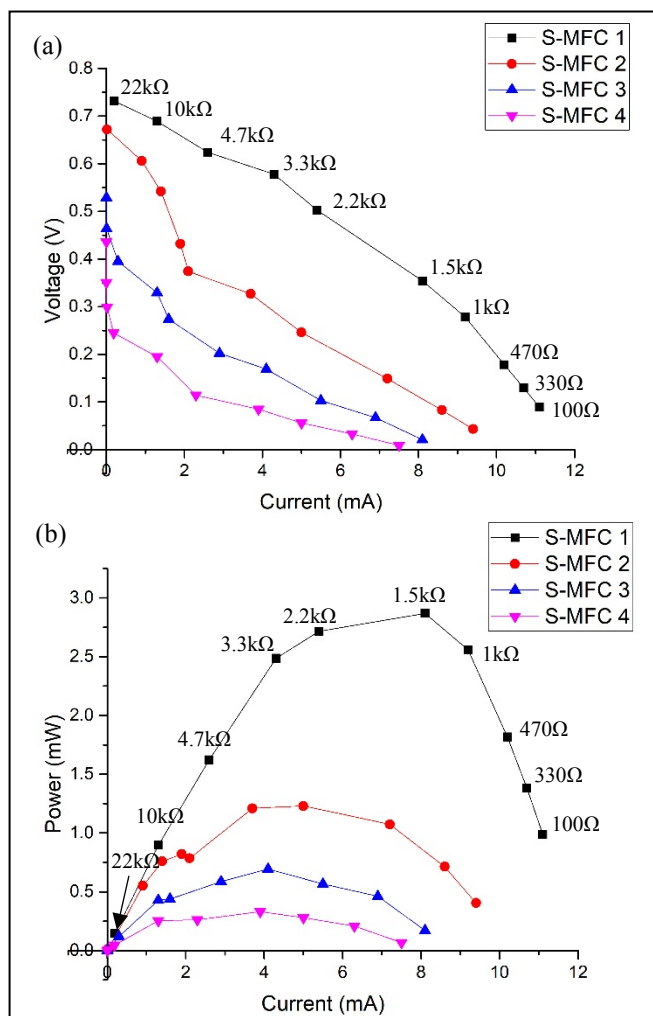 (a)
S-MFC 1
S-MFC 2
S-MFC 3
S-MFC 4
0.8
0.7
0.6
0.5
0.4
0.3
0.2
0.1
0.0
Voltage (V)
22kΩ
10kΩ
4.7kΩ
3.3kΩ
2.2kΩ
1.5kΩ
1kΩ
470Ω
330Ω
100Ω
0 2 4 6 8 10 12
Current (mA)
(b)
S-MFC 1
S-MFC 2
S-MFC 3
S-MFC 4
3.0
2.5
2.0
1.5
1.0
0.5
0.0
Power (mW)
1.5kΩ
2.2kΩ
3.3kΩ
1kΩ
4.7kΩ
470Ω
330Ω
10kΩ
100Ω
22kΩ
0 2 4 6 8 10 12
Current (mA)